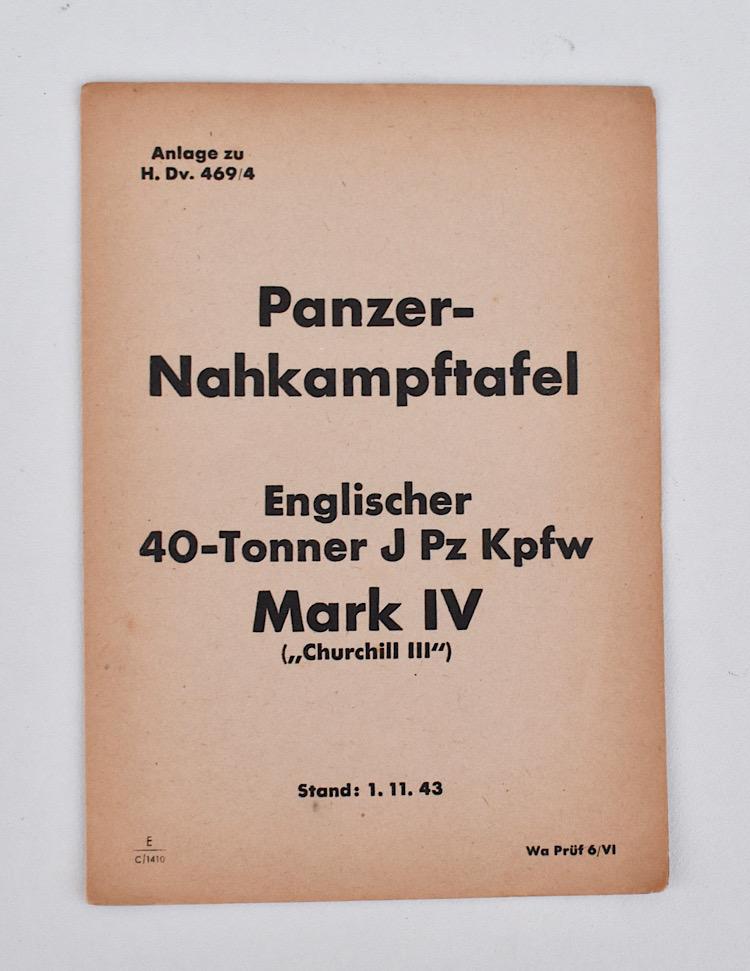 Anlage zu
H. Dv. 469/4
Panzer-
Nahkampftafel
Englischer
40-Tonner J Pz Kpfw
Mark IV
(„Churchill III“)
Stand: 1. 11. 43
E
C/1410
Wa Prüf 6/VI